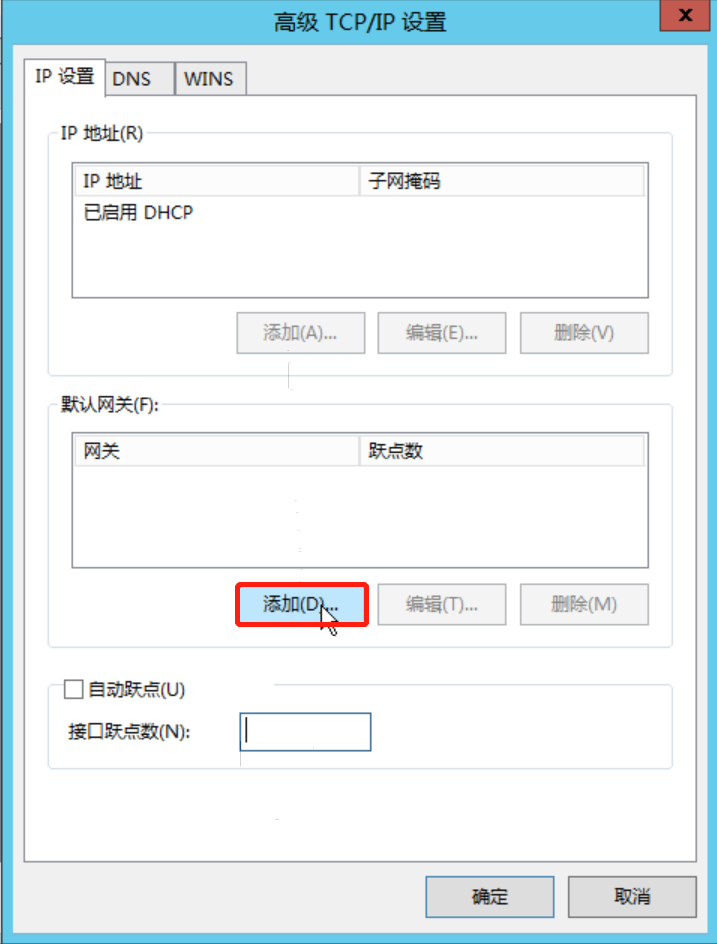 高级 TCP/IP 设置
x
IP 设置 DNS WINS
IP 地址(R)
IP 地址 子网掩码
已启用 DHCP
添加(A)... 编辑(E)... 删除(V)
默认网关(F):
网关 跃点数
添加(D)... 编辑(T)... 删除(M)
自动跃点(U)
接口跃点数(N):
确定 取消